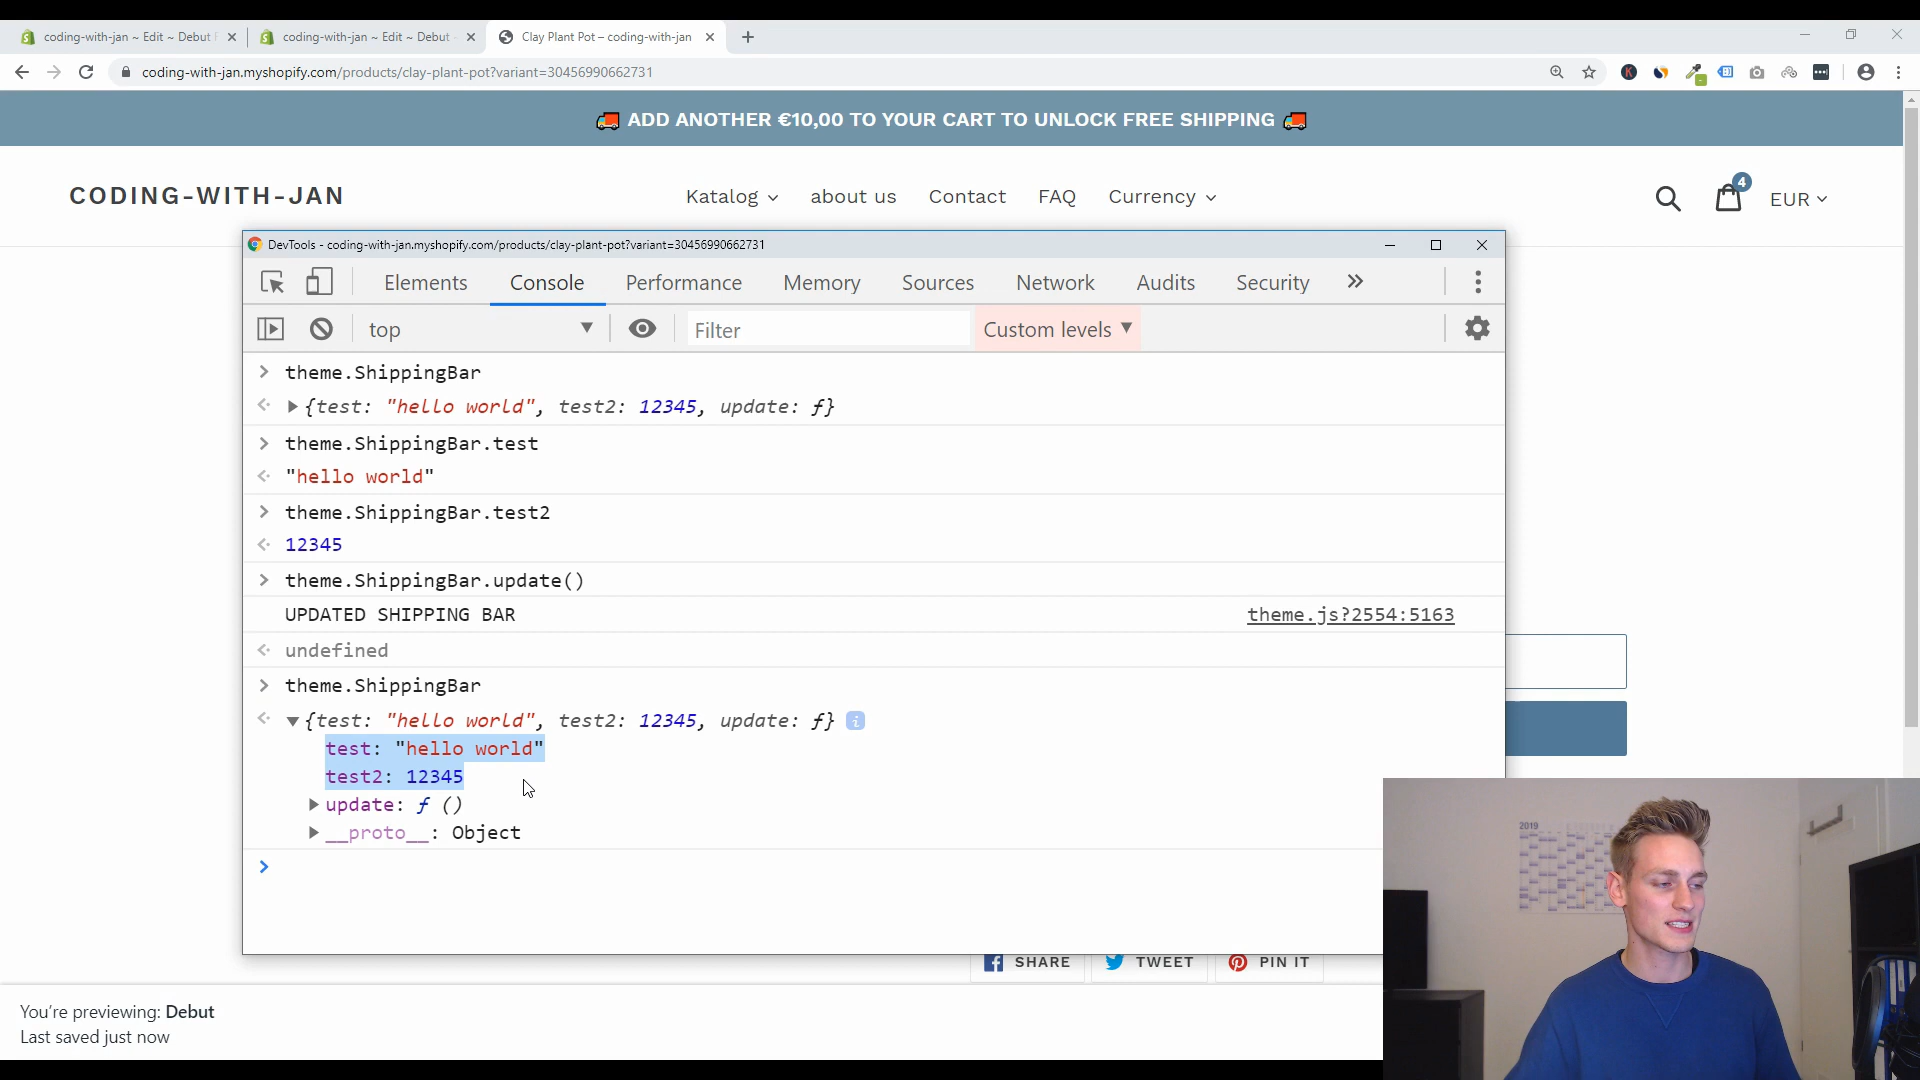 coding-with-jan ~ Edit ~ Debut
coding-with-jan ~ Edit ~ Debut
Clay Plant Pot – coding-with-jan
coding-with-jan.myshopify.com/products/clay-plant-pot?variant=30456990662731
ADD ANOTHER €10,00 TO YOUR CART TO UNLOCK FREE SHIPPING
CODING-WITH-JAN
Katalog about us Contact FAQ Currency
4
EUR
DevTools - coding-with-jan.myshopify.com/products/clay-plant-pot?variant=30456990662731
Elements Console Performance Memory Sources Network Audits Security
top Filter Custom levels
theme.ShippingBar
{test: "hello world", test2: 12345, update: ƒ}
theme.ShippingBar.test
"hello world"
theme.ShippingBar.test2
12345
theme.ShippingBar.update()
UPDATED SHIPPING BAR theme.js?2554:5163
undefined
theme.ShippingBar
{test: "hello world", test2: 12345, update: ƒ} i
test: "hello world"
test2: 12345
update: ƒ ()
__proto__: Object
SHARE TWEET PIN IT
You're previewing: Debut
Last saved just now
2019